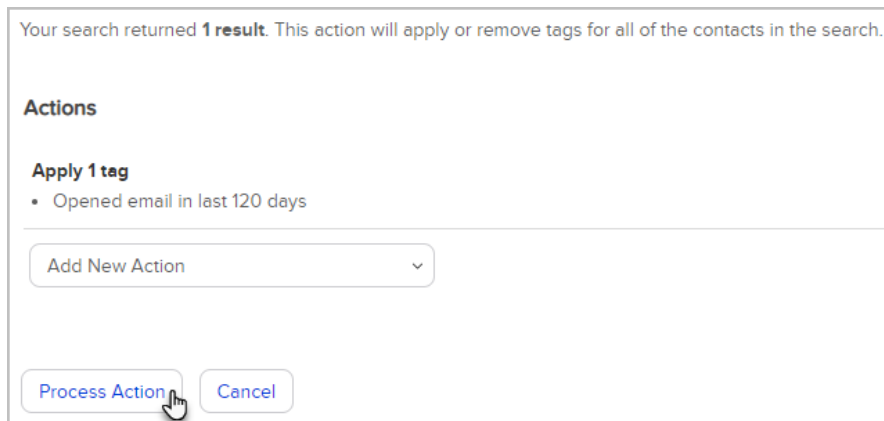 Your search returned 1 result. This action will apply or remove tags for all of the contacts in the search.
Actions
Apply 1 tag
• Opened email in last 120 days
Add New Action
Process Action
Cancel